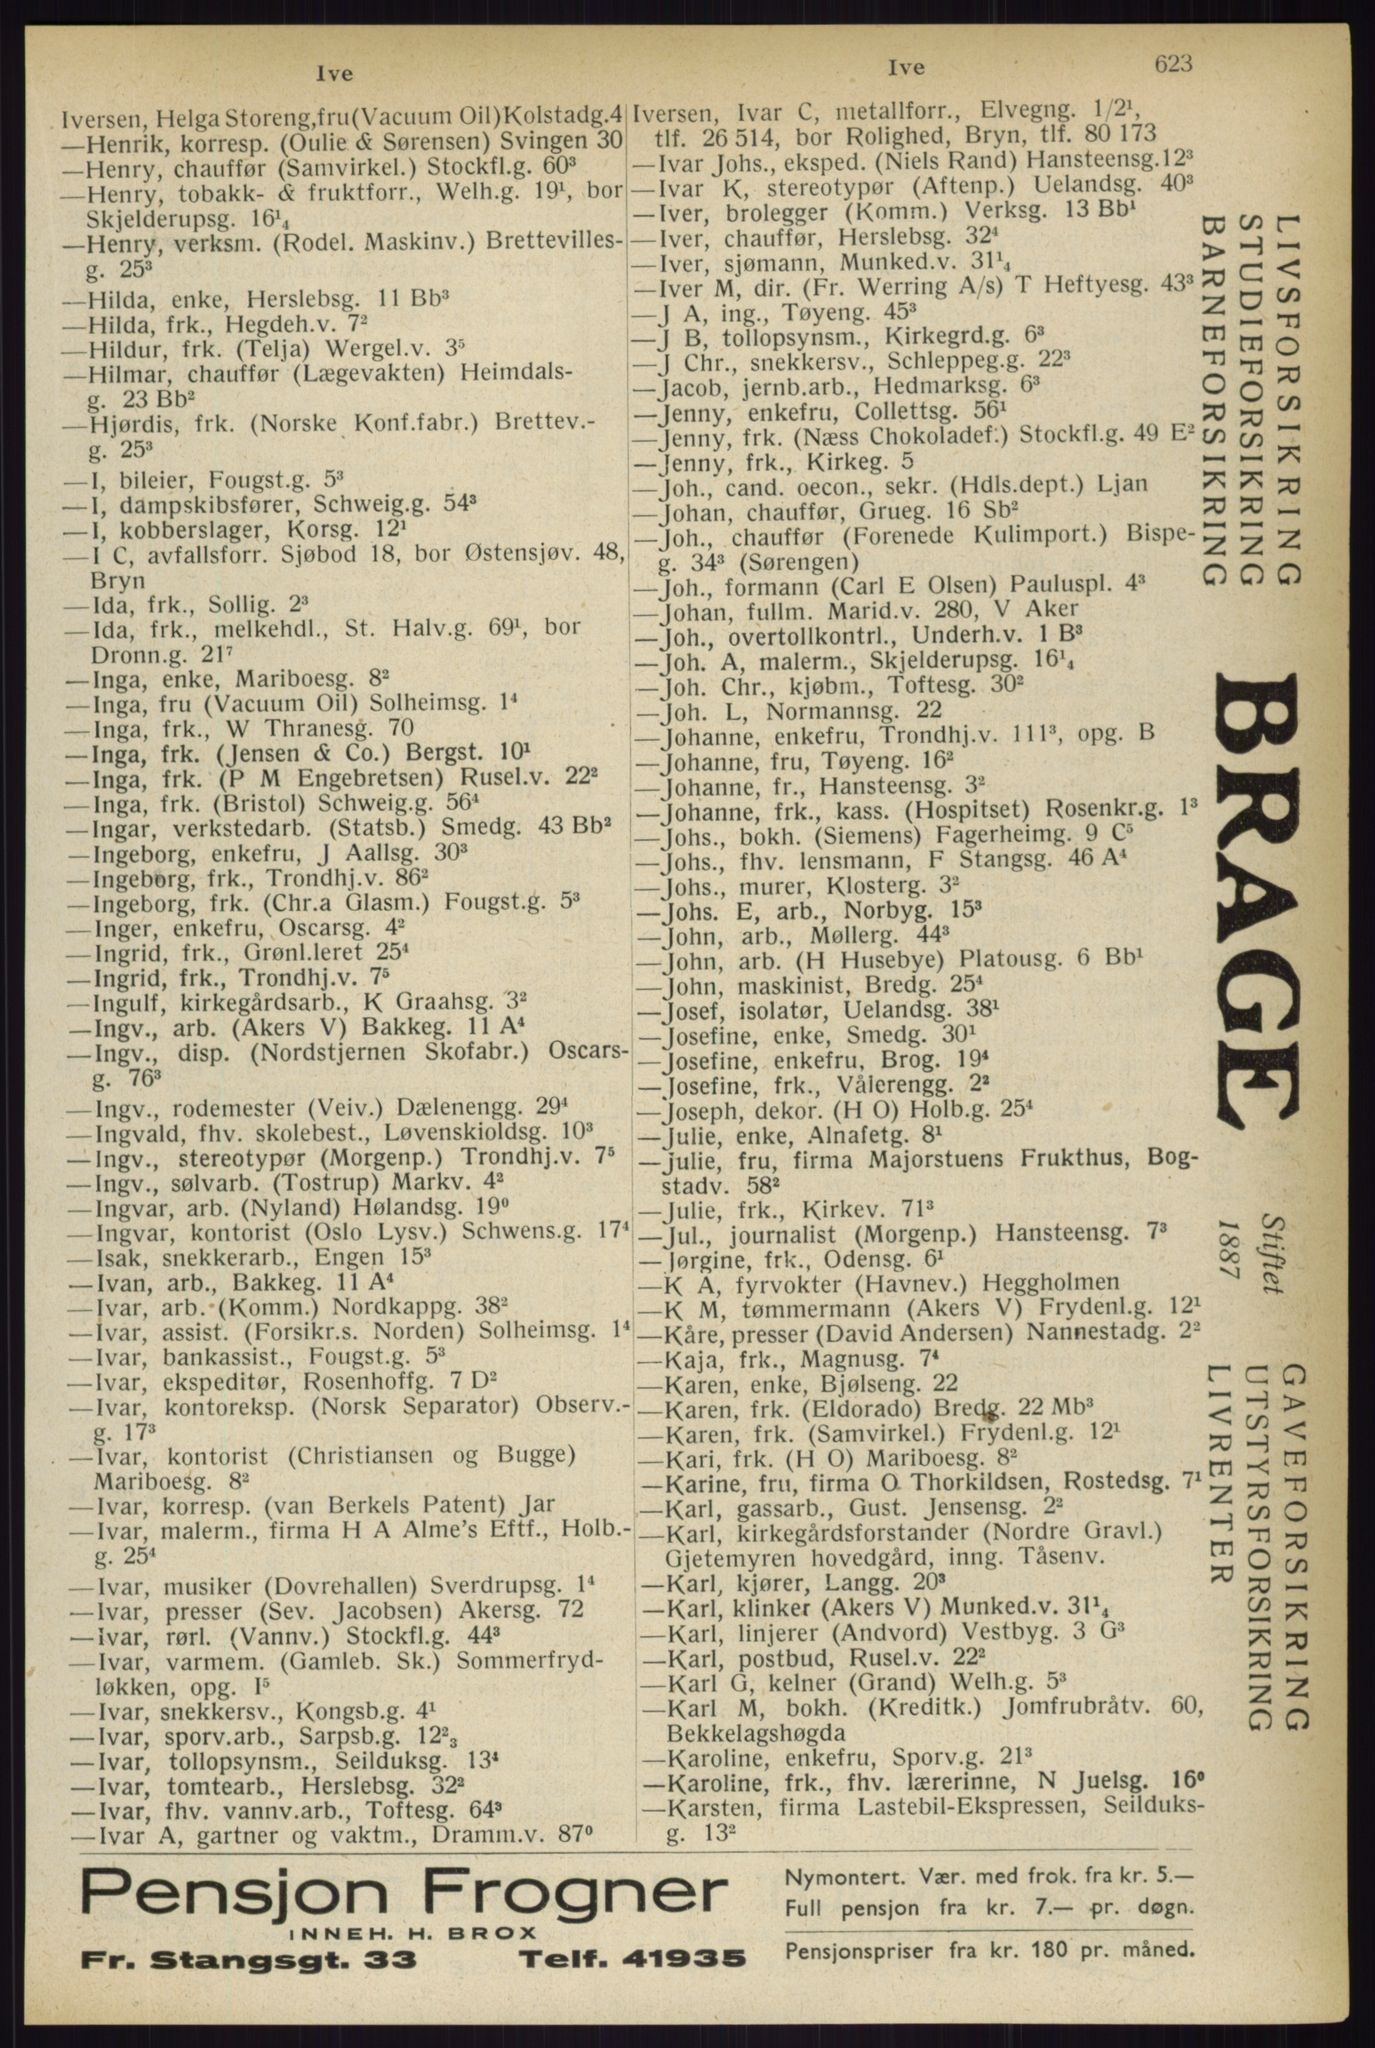 Ive
Ive
623
Iversen, Helga Storeng,fru(Vacuum Oil)Kolstadg.4
—Henrik, korresp. (Oulie & Sørensen) Svingen 30
—Henry, chauffør (Samvirkel.) Stockfl.g. 60³
—Henry, tobakk- & fruktforr., Welh.g. 19¹, bor
Skjelderupsg. 16¹₄
—Henry, verksm. (Rodel. Maskinv.) Brettevilles-
g. 25³
—Hilda, enke, Herslebsg. 11 Bb³
—Hilda, frk., Hegdeh.v. 7²
—Hildur, frk. (Telja) Wergel.v. 3⁵
—Hilmar, chauffør (Lægevakten) Heimdals-
g. 23 Bb²
—Hjørdis, frk. (Norske Konf.fabr.) Brettev.-
g. 25³
—I, bileier, Fougst.g. 5³
—I, dampskibsfører, Schweig.g. 54³
—I, kobberslager, Korsg. 12¹
—I C, avfallsforr. Sjøbod 18, bor Østensjøv. 48,
Bryn
—Ida, frk., Sollig. 2³
—Ida, frk., melkehdl., St. Halv.g. 69¹, bor
Dronn.g. 21⁷
—Inga, enke, Mariboesg. 8²
—Inga, fru (Vacuum Oil) Solheimsg. 1⁴
—Inga, frk., W Thranesg. 70
—Inga, frk. (Jensen & Co.) Bergst. 10¹
—Inga, frk. (P M Engebretsen) Rusel.v. 22²
—Inga, frk. (Bristol) Schweig.g. 56⁴
—Ingar, verkstedarb. (Statsb.) Smedg. 43 Bb²
—Ingeborg, enkefru, J Aallsg. 30³
—Ingeborg, frk., Trondhj.v. 86²
—Ingeborg, frk. (Chr.a Glasm.) Fougst.g. 5³
—Inger, enkefru, Oscarsg. 4²
—Ingrid, frk., Grønl.leret 25⁴
—Ingrid, frk., Trondhj.v. 7⁵
—Ingulf, kirkegårdsarb., K Graahsg. 3²
—Ingv., arb. (Akers V) Bakkeg. 11 A⁴
—Ingv., disp. (Nordstjernen Skofabr.) Oscars-
g. 76³
—Ingv., rodemester (Veiv.) Dælenengg. 29⁴
—Ingvald, fhv. skolebest., Løvenskioldsg. 10³
—Ingv., stereotypør (Morgenp.) Trondhj.v. 7⁵
—Ingv., sølvarb. (Tostrup) Markv. 4²
—Ingvar, arb. (Nyland) Hølandsg. 19⁰
—Ingvar, kontorist (Oslo Lysv.) Schwens.g. 17⁴
—Isak, snekkerarb., Engen 15³
—Ivan, arb., Bakkeg. 11 A⁴
—Ivar, arb. (Komm.) Nordkappg. 38²
—Ivar, assist. (Forsikr.s. Norden) Solheimsg. 1⁴
—Ivar, bankassist., Fougst.g. 5³
—Ivar, ekspeditør, Rosenhoffg. 7 D²
—Ivar, kontoreksp. (Norsk Separator) Observ.-
g. 17³
—Ivar, kontorist (Christiansen og Bugge)
Mariboesg. 8²
—Ivar, korresp. (van Berkels Patent) Jar
—Ivar, malerm., firma H A Alme's Eftf., Holb.-
g. 25⁴
—Ivar, musiker (Dovrehallen) Sverdrupsg. 1⁴
—Ivar, presser (Sev. Jacobsen) Akersg. 72
—Ivar, rørl. (Vannv.) Stockfl.g. 44³
—Ivar, varmem. (Gamleb. Sk.) Sommerfryd-
løkken, opg. I⁵
—Ivar, snekkersv., Kongsb.g. 4¹
—Ivar, sporv.arb., Sarpsb.g. 12²₃
—Ivar, tollopsynsm., Seilduksg. 13⁴
—Ivar, tomtearb., Herslebsg. 32²
—Ivar, fhv. vannv.arb., Toftesg. 64³
—Ivar A, gartner og vaktm., Dramm.v. 87⁰
Iversen, Ivar C, metallforr., Elvegng. 1/2¹,
tlf. 26 514, bor Rolighed, Bryn, tlf. 80 173
—Ivar Johs., eksped. (Niels Rand) Hansteensg.12³
—Ivar K, stereotypør (Aftenp.) Uelandsg. 40³
—Iver, brolegger (Komm.) Verksg. 13 Bb¹
—Iver, chauffør, Herslebsg. 32⁴
—Iver, sjømann, Munked.v. 31¹₄
—Iver M, dir. (Fr. Werring A/s) T Heftyesg. 43³
—J A, ing., Tøyeng. 45³
—J B, tollopsynsm., Kirkegrd.g. 6³
—J Chr., snekkersv., Schleppeg.g. 22³
—Jacob, jernb.arb., Hedmarksg. 6³
—Jenny, enkefru, Collettsg. 56¹
—Jenny, frk. (Næss Chokoladef.) Stockfl.g. 49 E²
—Jenny, frk., Kirkeg. 5
—Joh., cand. oecon., sekr. (Hdls.dept.) Ljan
—Johan, chauffør, Grueg. 16 Sb²
—Joh., chauffør (Forenede Kulimport.) Bispe-
g. 34³ (Sørengen)
—Joh., formann (Carl E Olsen) Pauluspl. 4³
—Johan, fullm. Marid.v. 280, V Aker
—Joh., overtollkontrl., Underh.v. 1 B³
—Joh. A, malerm., Skjelderupsg. 16¹₄
—Joh. Chr., kjøbm., Toftesg. 30²
—Joh. L, Normannsg. 22
—Johanne, enkefru, Trondhj.v. 111³, opg. B
—Johanne, fru, Tøyeng. 16²
—Johanne, fr., Hansteensg. 3²
—Johanne, frk., kass. (Hospitset) Rosenkr.g. 1³
—Johs., bokh. (Siemens) Fagerheimg. 9 C⁵
—Johs., fhv. lensmann, F Stangsg. 46 A⁴
—Johs., murer, Klosterg. 3²
—Johs. E, arb., Norbyg. 15³
—John, arb., Møllerg. 44³
—John, arb. (H Husebye) Platousg. 6 Bb¹
—John, maskinist, Bredg. 25⁴
—Josef, isolatør, Uelandsg. 38¹
—Josefine, enke, Smedg. 30¹
—Josefine, enkefru, Brog. 19⁴
—Josefine, frk., Vålerengg. 2²
—Joseph, dekor. (H O) Holb.g. 25⁴
—Julie, enke, Alnafetg. 8¹
—julie, fru, firma Majorstuens Frukthus, Bog-
stadv. 58²
—Julie, frk., Kirkev. 71³
—Jul., journalist (Morgenp.) Hansteensg. 7³
—Jørgine, frk., Odensg. 6¹
—K A, fyrvokter (Havnev.) Heggholmen
—K M, tømmermann (Akers V) Frydenl.g. 12¹
—Kåre, presser (David Andersen) Nannestadg. 2²
—Kaja, frk., Magnusg. 7⁴
—Karen, enke, Bjølseng. 22
—Karen, frk. (Eldorado) Bredg. 22 Mb³
—Karen, frk. (Samvirkel.) Frydenl.g. 12¹
—Kari, frk. (H O) Mariboesg. 8²
—Karine, fru, firma O Thorkildsen, Rostedsg. 7¹
—Karl, gassarb., Gust. Jensensg. 2²
—Karl, kirkegårdsforstander (Nordre Gravl.)
Gjetemyren hovedgård, inng. Tåsenv.
—Karl, kjører, Langg. 20³
—Karl, klinker (Akers V) Munked.v. 31¹₄
—Karl, linjerer (Andvord) Vestbyg. 3 G³
—Karl, postbud, Rusel.v. 22²
—Karl G, kelner (Grand) Welh.g. 5³
—Karl M, bokh. (Kreditk.) Jomfrubråtv. 60,
Bekkelagshøgda
—Karoline, enkefru, Sporv.g. 21³
—Karoline, frk., fhv. lærerinne, N Juelsg. 16⁰
—Karsten, firma Lastebil-Ekspressen, Seilduks-
g. 13²
LIVSFORSIKRING
STUDIEFORSIKRING
BARNEFORSIKRING
BRAGE
Stiftet
1887
GAVEFORSIKRING
UTSTYRSFORSIKRING
LIVRENTER
Pensjon Frogner
INNEH. H. BROX
Fr. Stangsgt. 33 Telf. 41935
Nymontert. Vær. med frok. fra kr. 5.—
Full pensjon fra kr. 7.— pr. døgn.
Pensjonspriser fra kr. 180 pr. måned.